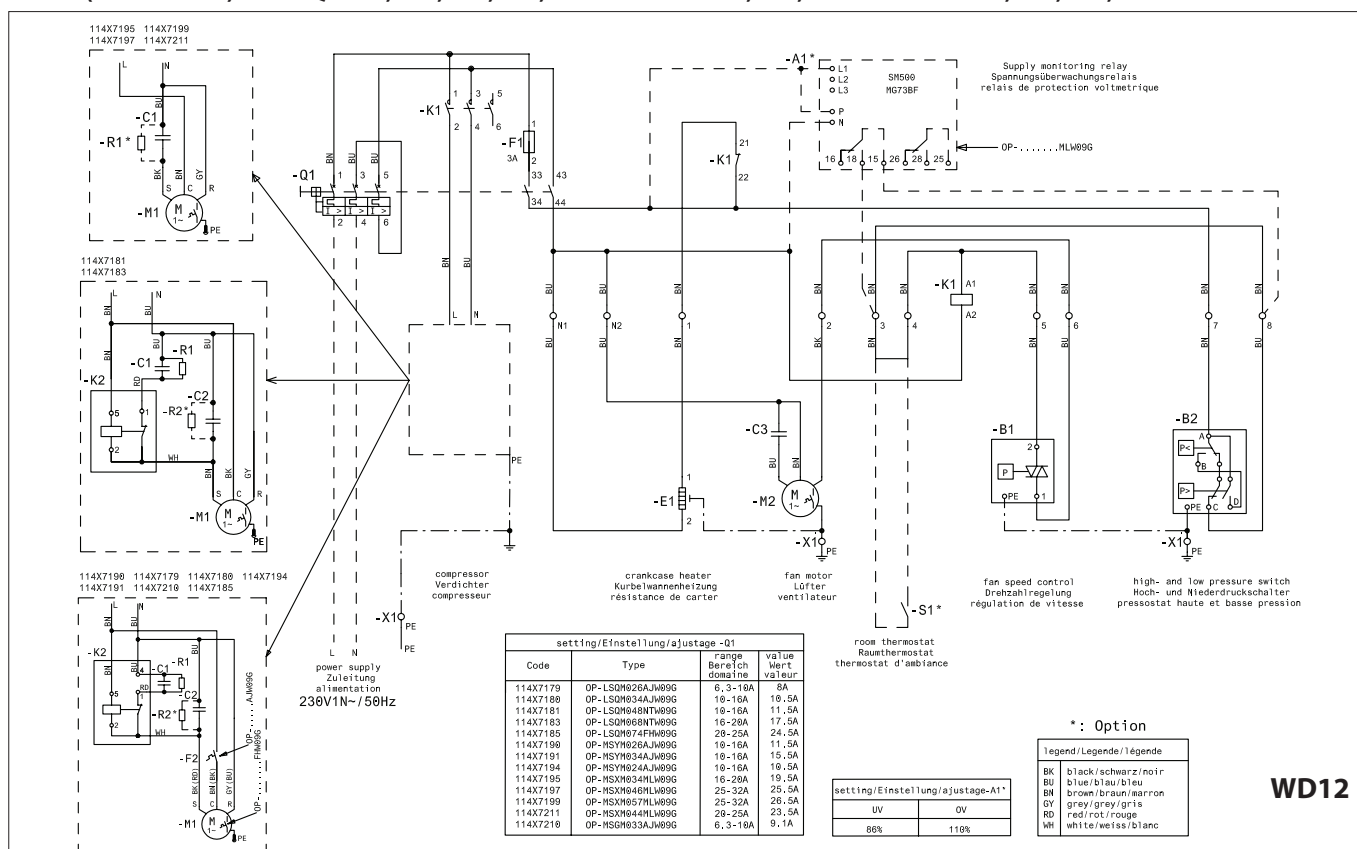 114X7195 114X7199
114X7197 114X7211
L N
BU
-C1
-R1*
BK BN GY
S C R
-M1
M
1~
PE
114X7181
114X7183
L N
BN BU
BU BU
-R1
-C1
BN RD
-K2
-C2
-R2*
5 1
2
WH
BN BK GY
S C R
-M1
M
1~
PE
114X7190 114X7179 114X7180 114X7194
114X7191 114X7210 114X7185
L N
BN BU
-K2
4
-R1
-C1
RD
5 1
-C2
-R2*
2
WH
OP-.......AJW09G
OP-.......FHW09G
-F2
BK(RD) BN(BK) GY(BU)
S C R
-M1
M
1~
PE
-K1
1 3 5
2 4 6
-F1
3A
1
2
BN BU BU
-Q1
1 3 5
I > I > I >
2 4 6
33 43
34 44
BN BU
L N
PE
compressor
Verdichter
compresseur
-X1
PE
PE
L N
power supply
Zuleitung
alimentation
230V1N~/50Hz
-A1*
L1
L2
L3
P
N
SM500
MG73BF
16 18 15 26 28 25
Supply monitoring relay
Spannungsüberwachungsrelais
relais de protection voltmetrique
OP-.......MLW09G
-K1
21
22
-K1
A1
A2
BU BU BN BN BN BN BN BN BN BN
N1 N2 1 2 3 4 5 6 7 8
BU BU BN BK BN BU BN BU
-C3
BU BN
-M2
M
1~
-E1
1
2
-X1
PE
crankcase heater
Kurbelwannenheizung
résistance de carter
fan motor
Lüfter
ventilateur
-S1*
room thermostat
Raumthermostat
thermostat d'ambiance
-B1
2
P
PE 1
fan speed control
Drehzahlregelung
régulation de vitesse
-B2
A
P<
B
P>
D
PE C
-X1
PE
high- and low pressure switch
Hoch- und Niederdruckschalter
pressostat haute et basse pression
setting/Einstellung/ajustage -Q1
Code Type range Bereich domaine value Wert valeur
114X7179 OP-LSQM026AJW09G 6,3-10A 8A
114X7180 OP-LSQM034AJW09G 10-16A 10.5A
114X7181 OP-LSQM048NTW09G 10-16A 11,5A
114X7183 OP-LSQM068NTW09G 16-20A 17,5A
114X7185 OP-LSQM074FHW09G 20-25A 24,5A
114X7190 OP-MSYM026AJW09G 10-16A 11,5A
114X7191 OP-MSYM034AJW09G 10-16A 15,5A
114X7194 OP-MSYM024AJW09G 10-16A 10,5A
114X7195 OP-MSXM034MLW09G 16-20A 19,5A
114X7197 OP-MSXM046MLW09G 25-32A 25,5A
114X7199 OP-MSXM057MLW09G 25-32A 26,5A
114X7211 OP-MSXM044MLW09G 20-25A 23,5A
114X7210 OP-MSGM033AJW09G 6,3-10A 9.1A
setting/Einstellung/ajustage-A1*
UV OV
86% 110%
*: Option
legend/Legende/légende
BK black/schwarz/noir
BU blue/blau/bleu
BN brown/braun/marron
GY grey/grey/gris
RD red/rot/rouge
WH white/weiss/blanc
WD12